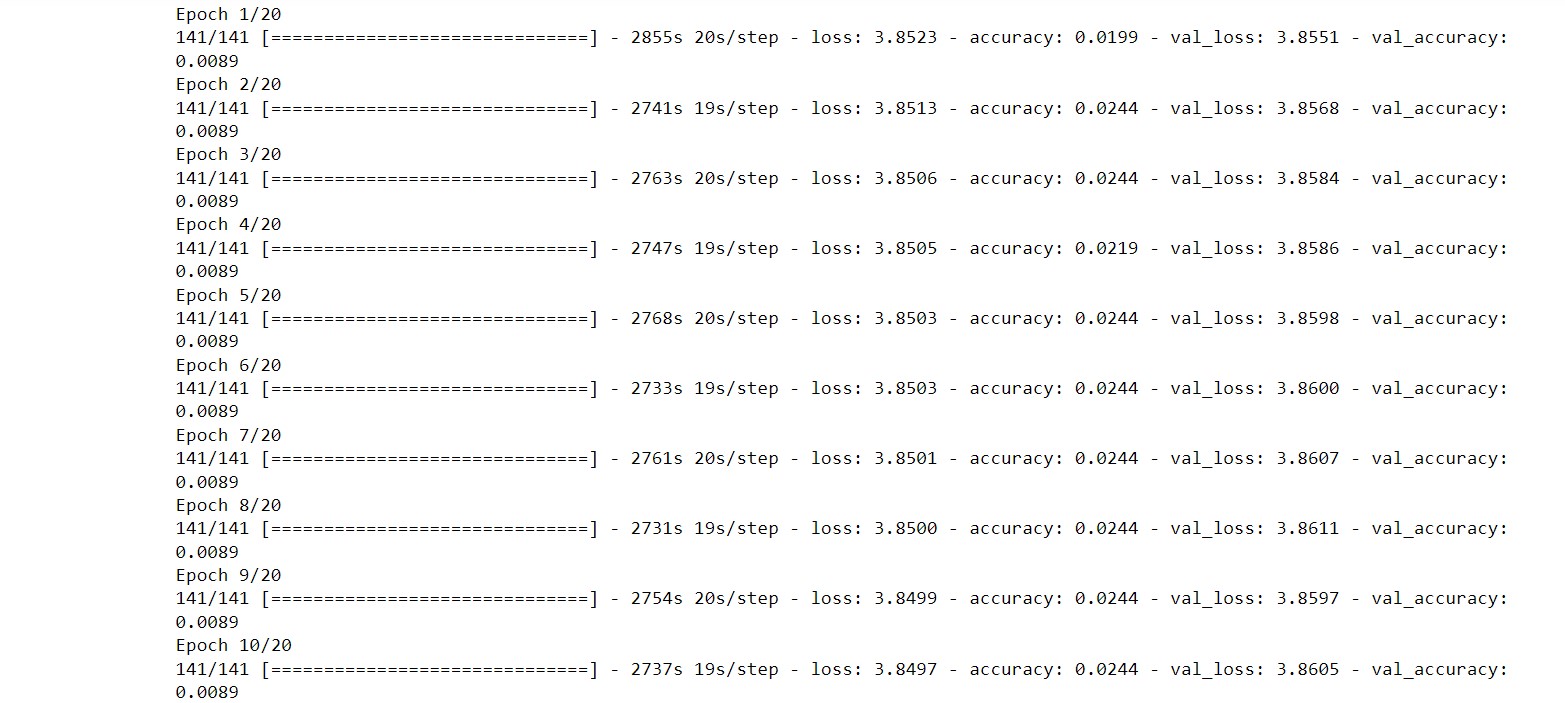 Epoch 1/20
141/141 [==============================] - 2855s 20s/step - loss: 3.8523 - accuracy: 0.0199 - val_loss: 3.8551 - val_accuracy:
0.0089
Epoch 2/20
141/141 [==============================] - 2741s 19s/step - loss: 3.8513 - accuracy: 0.0244 - val_loss: 3.8568 - val_accuracy:
0.0089
Epoch 3/20
141/141 [==============================] - 2763s 20s/step - loss: 3.8506 - accuracy: 0.0244 - val_loss: 3.8584 - val_accuracy:
0.0089
Epoch 4/20
141/141 [==============================] - 2747s 19s/step - loss: 3.8505 - accuracy: 0.0219 - val_loss: 3.8586 - val_accuracy:
0.0089
Epoch 5/20
141/141 [==============================] - 2768s 20s/step - loss: 3.8503 - accuracy: 0.0244 - val_loss: 3.8598 - val_accuracy:
0.0089
Epoch 6/20
141/141 [==============================] - 2733s 19s/step - loss: 3.8503 - accuracy: 0.0244 - val_loss: 3.8600 - val_accuracy:
0.0089
Epoch 7/20
141/141 [==============================] - 2761s 20s/step - loss: 3.8501 - accuracy: 0.0244 - val_loss: 3.8607 - val_accuracy:
0.0089
Epoch 8/20
141/141 [==============================] - 2731s 19s/step - loss: 3.8500 - accuracy: 0.0244 - val_loss: 3.8611 - val_accuracy:
0.0089
Epoch 9/20
141/141 [==============================] - 2754s 20s/step - loss: 3.8499 - accuracy: 0.0244 - val_loss: 3.8597 - val_accuracy:
0.0089
Epoch 10/20
141/141 [==============================] - 2737s 19s/step - loss: 3.8497 - accuracy: 0.0244 - val_loss: 3.8605 - val_accuracy:
0.0089